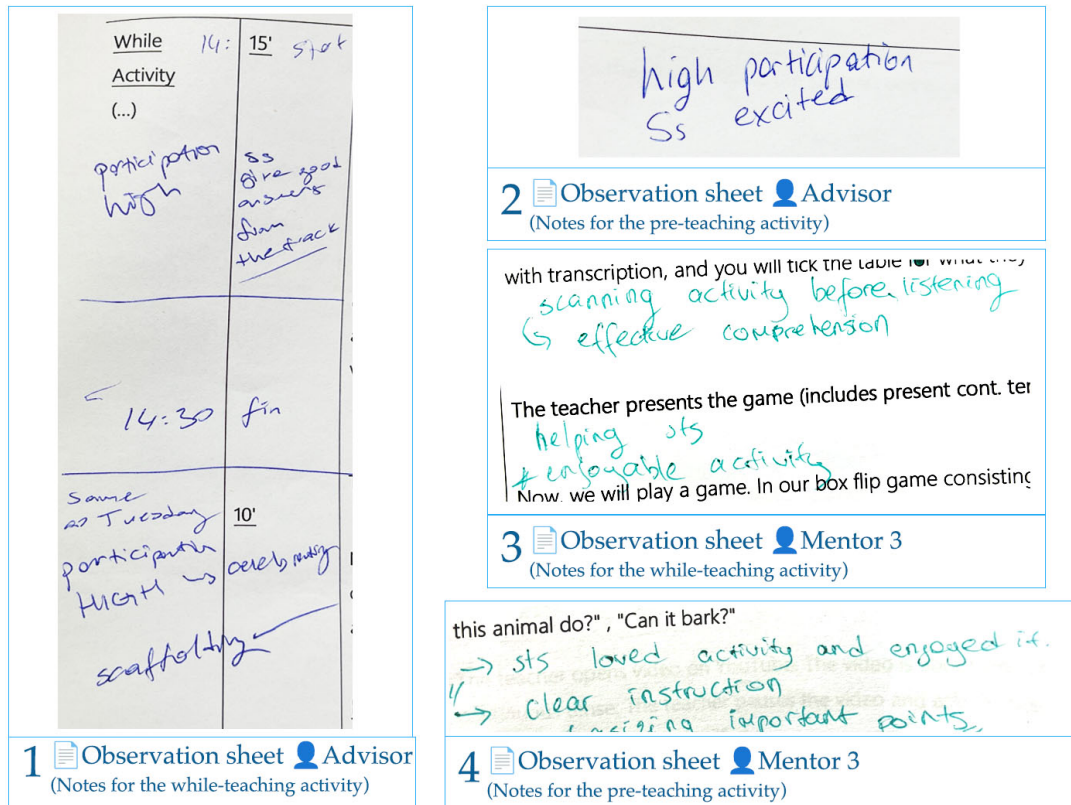 While 14: 15' start
Activity
(...)
participation
high
Ss
give good
answers
from
the track
14:30 fin
Same
as Tuesday 10'
participation
HIGH
scaffolding
1 Observation sheet Advisor
(Notes for the while-teaching activity)
high participation
Ss excited
2 Observation sheet Advisor
(Notes for the pre-teaching activity)
with transcription, and you will tick the table for what they
scanning activity before listening
effective comprehension
The teacher presents the game (includes present cont. ter
helping sts
* enjoyable activity
Now, we will play a game. In our box flip game consisting
3 Observation sheet Mentor 3
(Notes for the while-teaching activity)
this animal do?" , "Can it bark?"
→ sts loved activity and engaged it.
→ clear instruction
important points
4 Observation sheet Mentor 3
(Notes for the pre-teaching activity)